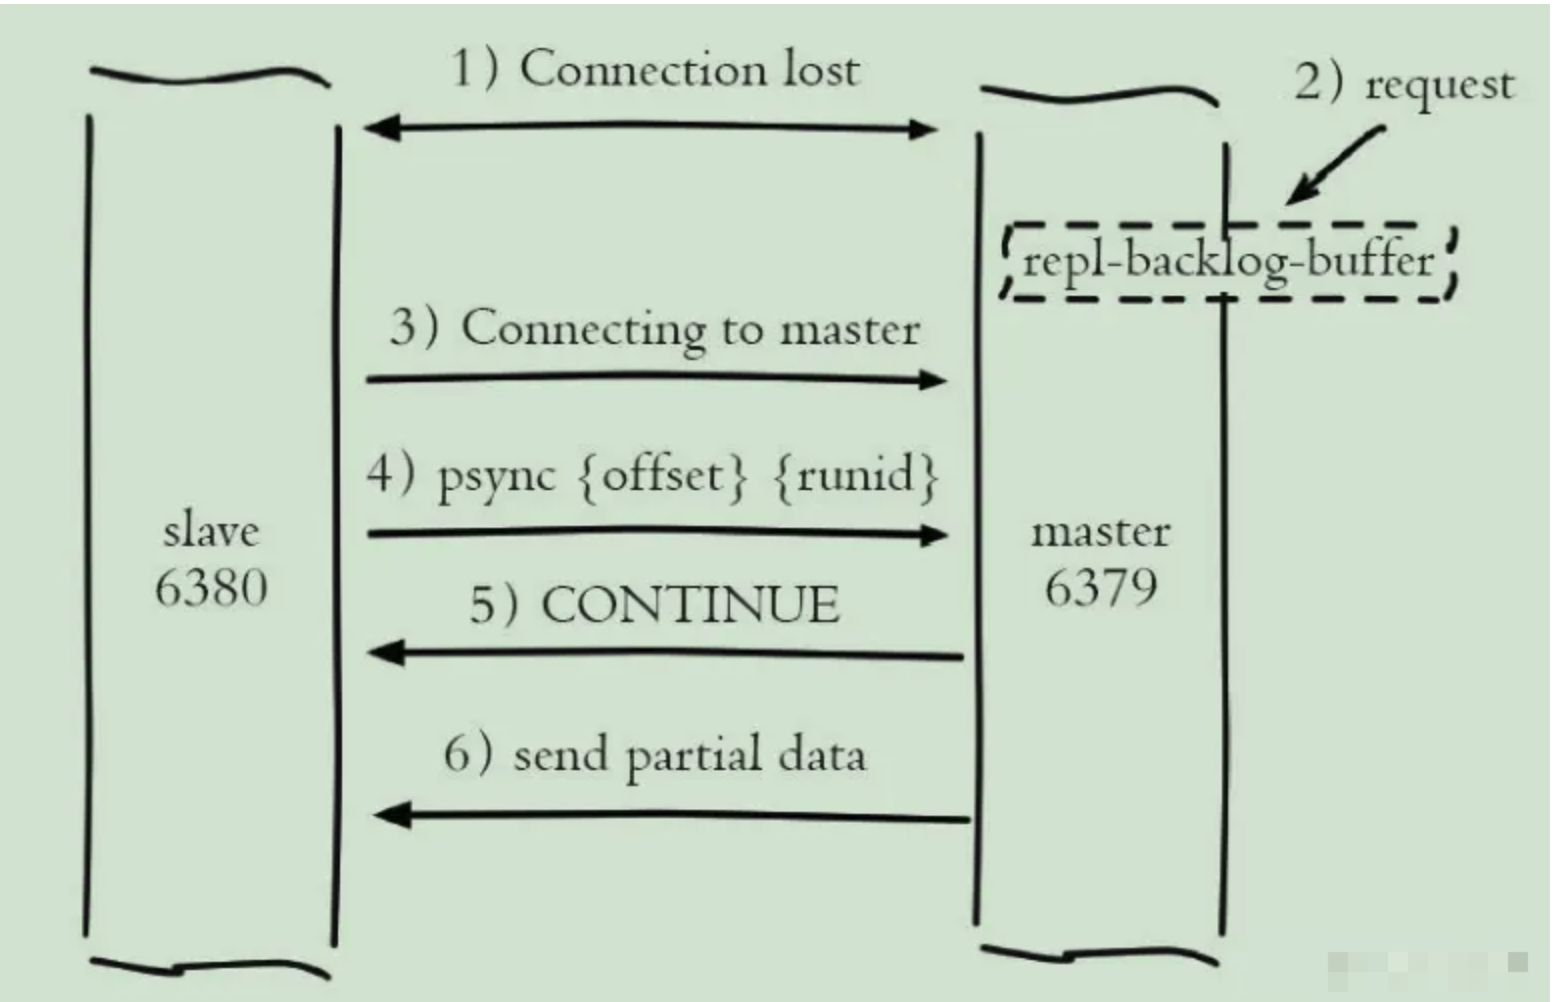 1) Connection lost
2) request
repl-backlog-buffer
3) Connecting to master
4) psync {offset} {runid}
slave
6380
master
6379
5) CONTINUE
6) send partial data